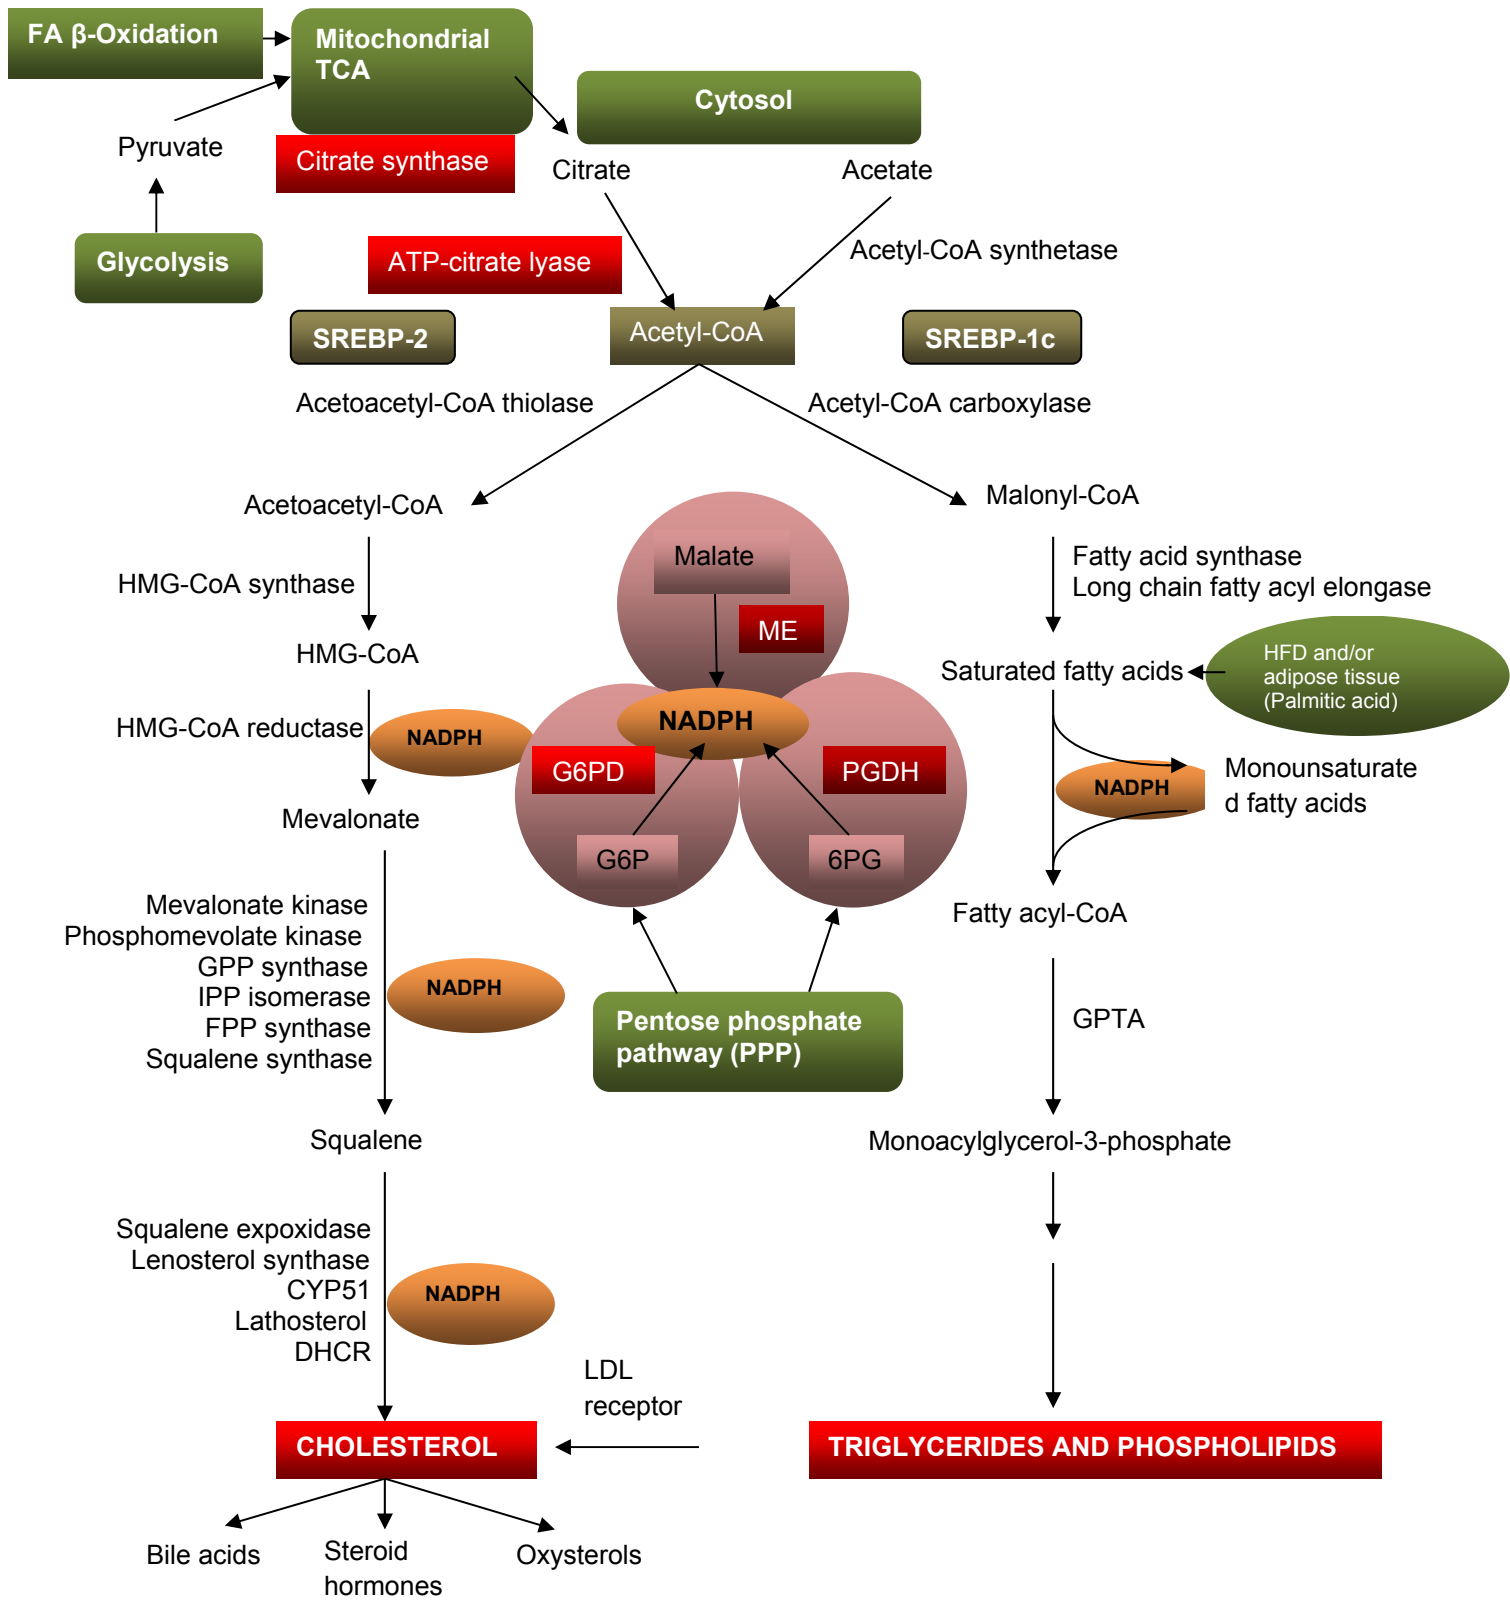 FA β-Oxidation
Mitochondrial
TCA
Cytosol
Pyruvate
Citrate synthase
Citrate
Acetate
Glycolysis
ATP-citrate lyase
Acetyl-CoA synthetase
SREBP-2
Acetyl-CoA
SREBP-1c
Acetoacetyl-CoA thiolase
Acetyl-CoA carboxylase
Acetoacetyl-CoA
Malonyl-CoA
HMG-CoA synthase
Malate
ME
Fatty acid synthase
Long chain fatty acyl elongase
HMG-CoA
Saturated fatty acids
HFD and/or
adipose tissue
(Palmitic acid)
HMG-CoA reductase
NADPH
NADPH
G6PD
PGDH
NADPH
Monounsaturate
d fatty acids
Mevalonate
G6P
6PG
Mevalonate kinase
Phosphomevolate kinase
GPP synthase
IPP isomerase
FPP synthase
Squalene synthase
NADPH
Fatty acyl-CoA
Pentose phosphate
pathway (PPP)
GPTA
Squalene
Monoacylglycerol-3-phosphate
Squalene expoxidase
Lenosterol synthase
CYP51
Lathosterol
DHCR
NADPH
LDL
receptor
CHOLESTEROL
TRIGLYCERIDES AND PHOSPHOLIPIDS
Bile acids
Steroid
hormones
Oxysterols